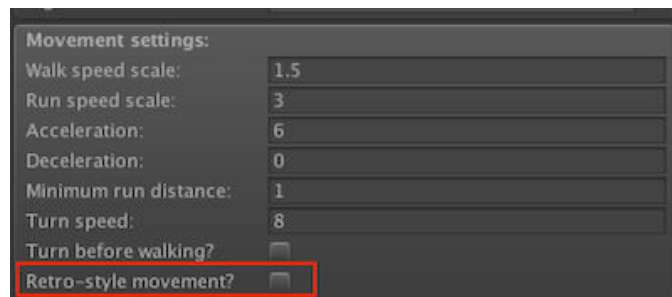 Movement settings:
Walk speed scale: 1.5
Run speed scale: 3
Acceleration: 6
Deceleration: 0
Minimum run distance: 1
Turn speed: 8
Turn before walking?
Retro-style movement?